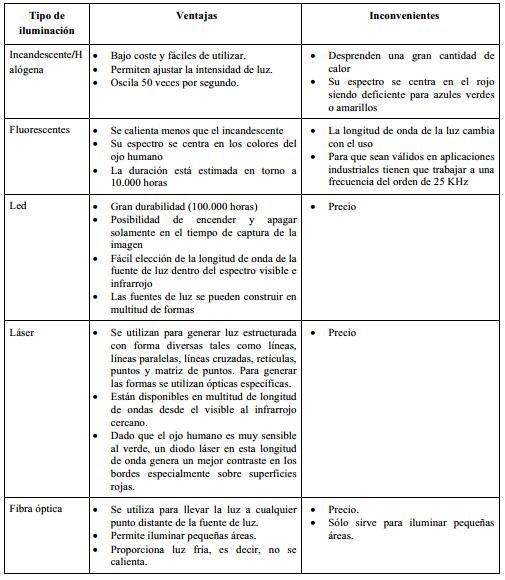 Tipo de
iluminación
Ventajas
Inconvenientes
Incandescente/H
alógena
• Bajo coste y fáciles de utilizar.
• Permiten ajustar la intensidad de luz.
• Oscila 50 veces por segundo.
• Desprenden una gran cantidad de
calor
• Su espectro se centra en el rojo
siendo deficiente para azules verdes
o amarillos
Fluorescentes
• Se calienta menos que el incandescente
• Su espectro se centra en los colores del
ojo humano
• La duración está estimada en torno a
10.000 horas
• La longitud de onda de la luz cambia
con el uso
• Para que sean válidos en aplicaciones
industriales tienen que trabajar a una
frecuencia del orden de 25 KHz
Led
• Gran durabilidad (100.000 horas)
• Posibilidad de encender y apagar
solamente en el tiempo de captura de la
imagen
• Fácil elección de la longitud de onda de la
fuente de luz dentro del espectro visible e
infrarrojo
• Las fuentes de luz se pueden construir en
multitud de formas
• Precio
Láser
• Se utilizan para generar luz estructurada
con forma diversas tales como líneas,
líneas paralelas, líneas cruzadas, retículas,
puntos y matriz de puntos. Para generar
las formas se utilizan ópticas específicas.
• Están disponibles en multitud de longitud
de ondas desde el visible al infrarrojo
cercano.
• Dado que el ojo humano es muy sensible
al verde, un diodo láser en esta longitud
de onda genera un mejor contraste en los
bordes especialmente sobre superficies
rojas.
• Precio
Fibra óptica
• Se utiliza para llevar la luz a cualquier
punto distante de la fuente de luz.
• Permite iluminar pequeñas áreas.
• Proporciona luz fría, es decir, no se
calienta.
• Precio.
• Sólo sirve para iluminar pequeñas
áreas.